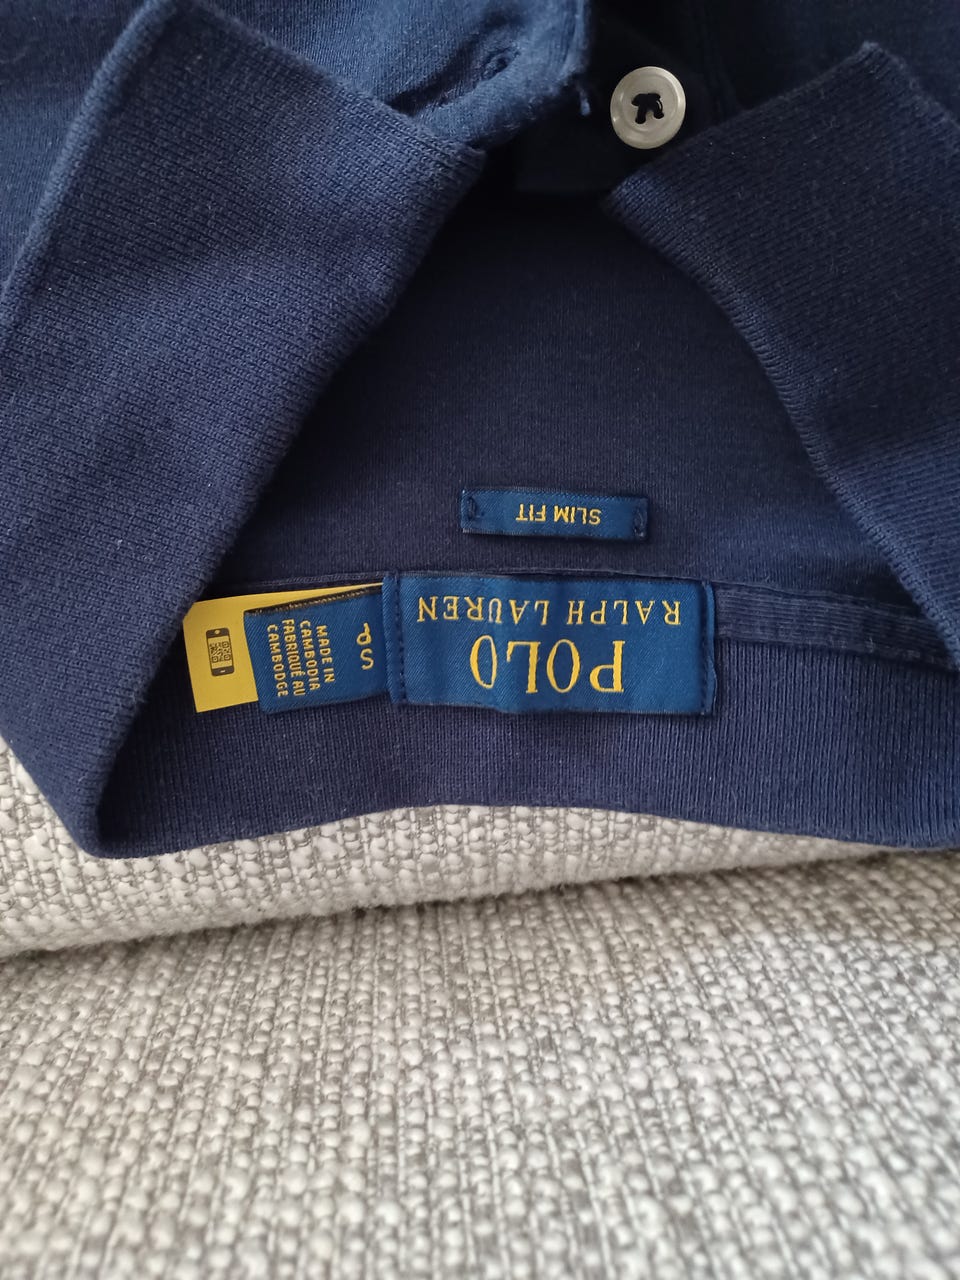 POLO
RALPH LAUREN
SLIM FIT
S
P
MADE IN
CAMBODIA
FABRIQUÉ AU
CAMBODGE